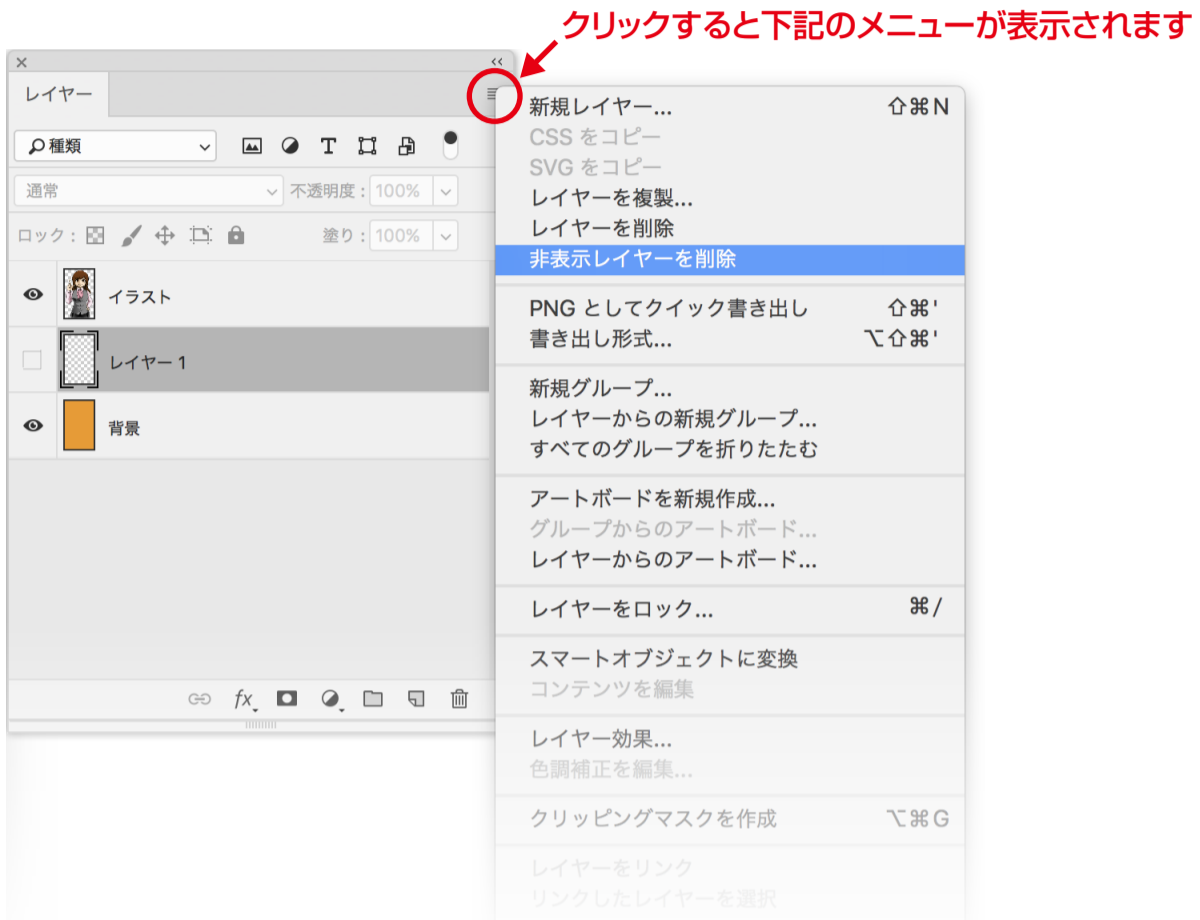 クリックすると下記のメニューが表示されます
レイヤー
種類
通常 不透明度： 100%
ロック： 塗り： 100%
イラスト
レイヤー 1
背景
fx
新規レイヤー... ⇧⌘N
CSS をコピー
SVG をコピー
レイヤーを複製...
レイヤーを削除
非表示レイヤーを削除
PNG としてクイック書き出し ⇧⌘'
書き出し形式... ⌥⇧⌘'
新規グループ...
レイヤーからの新規グループ...
すべてのグループを折りたたむ
アートボードを新規作成...
グループからのアートボード...
レイヤーからのアートボード...
レイヤーをロック... ⌘/
スマートオブジェクトに変換
コンテンツを編集
レイヤー効果...
色調補正を編集...
クリッピングマスクを作成 ⌥⌘G
レイヤーをリンク
リンクしたレイヤーを選択